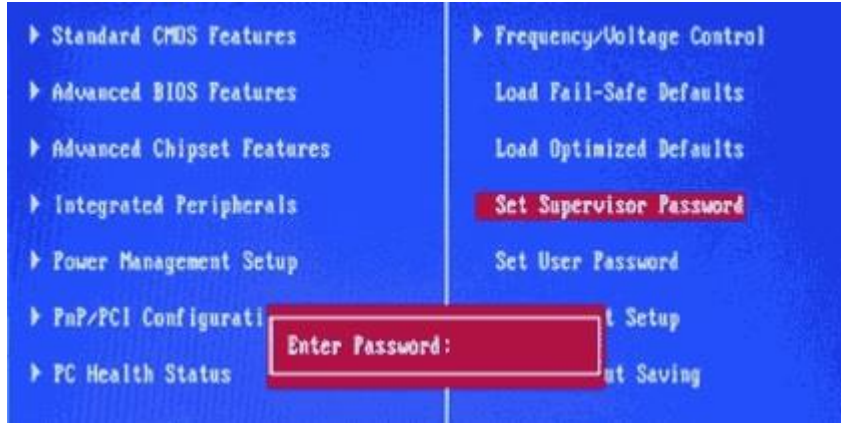 Standard CMOS Features
Advanced BIOS Features
Advanced Chipset Features
Integrated Peripherals
Power Management Setup
PnP/PCI Configurati
PC Health Status
Frequency/Voltage Control
Load Fail-Safe Defaults
Load Optimized Defaults
Set Supervisor Password
Set User Password
t Setup
ut Saving
Enter Password: